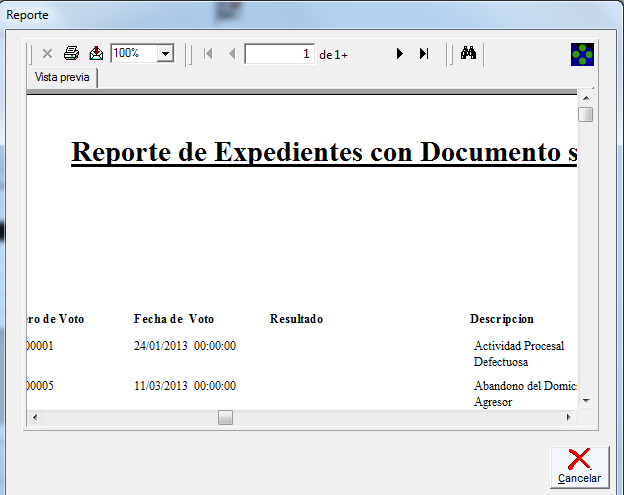 Reporte
100%
1
de 1+
Vista previa
Reporte de Expedientes con Documento s
ro de Voto Fecha de Voto Resultado Descripcion
00001 24/01/2013 00:00:00 Actividad Procesal
Defectuosa
00005 11/03/2013 00:00:00 Abandono del Domic
Agresor
Cancelar